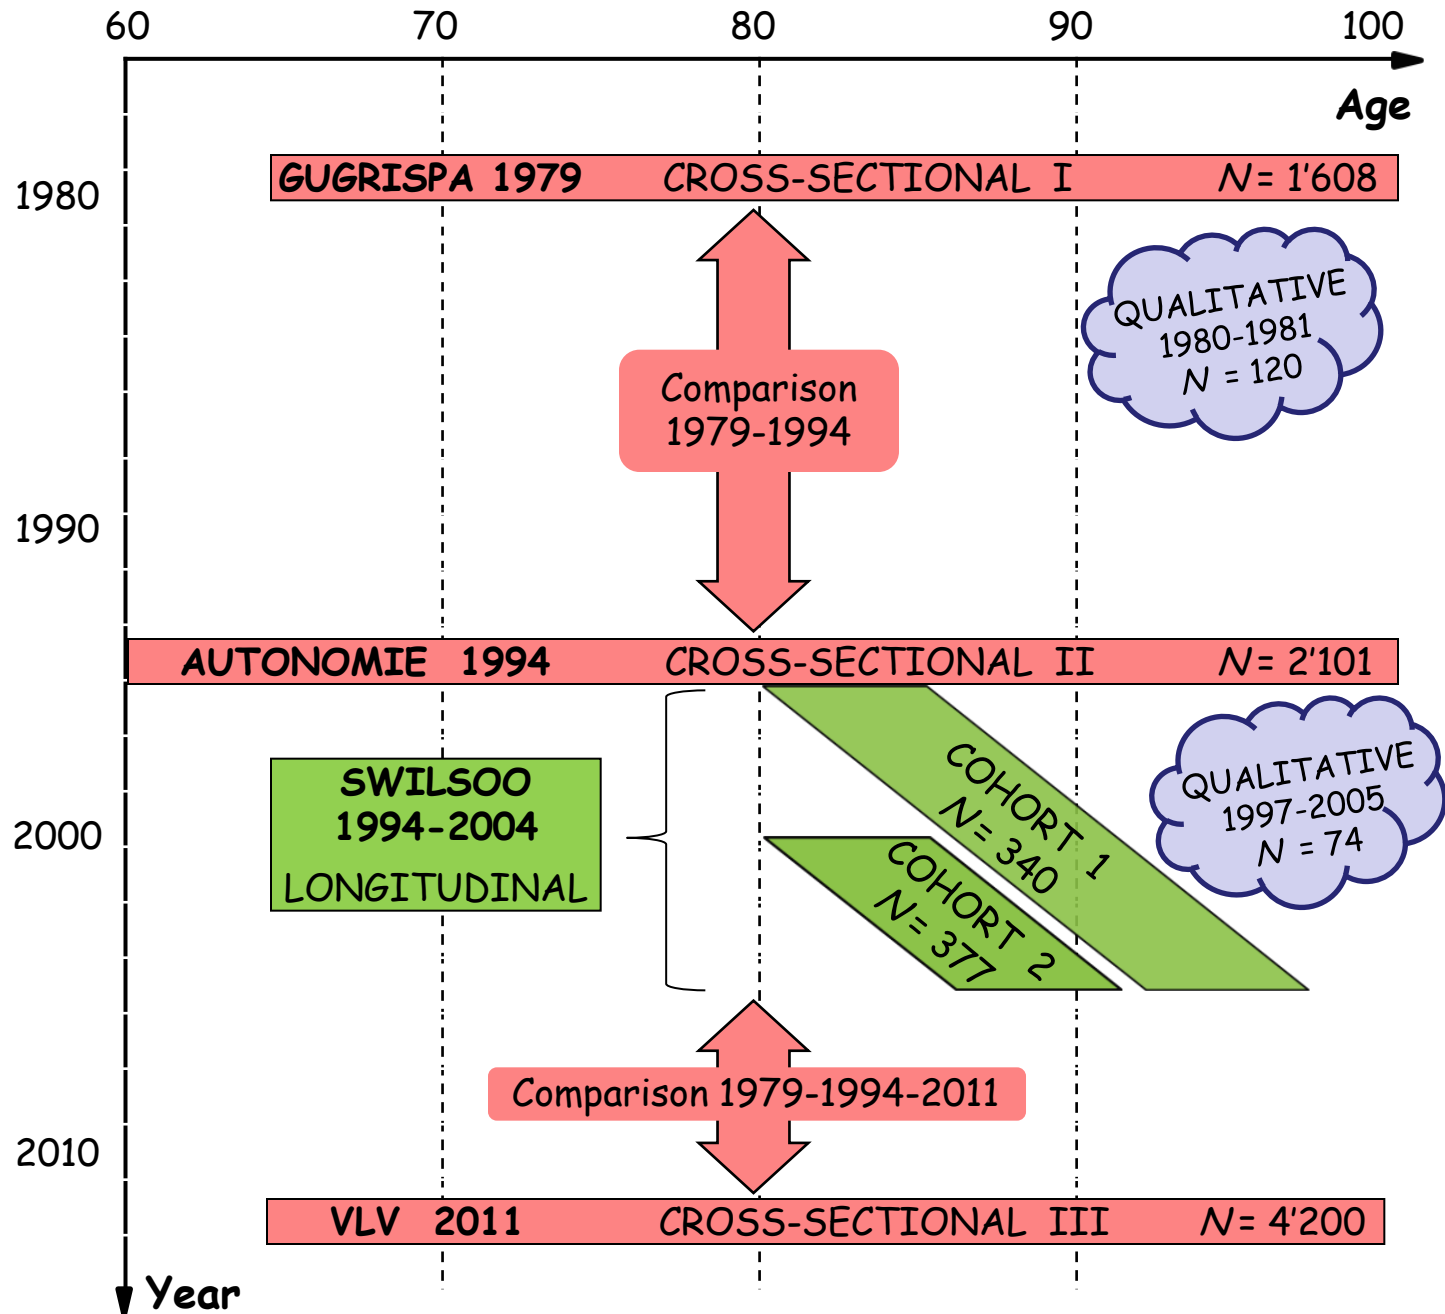 60 70 80 90 100
Age
GUGRISPA 1979 CROSS-SECTIONAL I N = 1'608
1980
QUALITATIVE
1980-1981
N = 120
Comparison
1979-1994
1990
AUTONOMIE 1994 CROSS-SECTIONAL II N = 2'101
SWILSOO
1994-2004
LONGITUDINAL
2000
COHORT 1
N = 340
COHORT 2
N = 377
QUALITATIVE
1997-2005
N = 74
Comparison 1979-1994-2011
2010
VLV 2011 CROSS-SECTIONAL III N = 4'200
Year